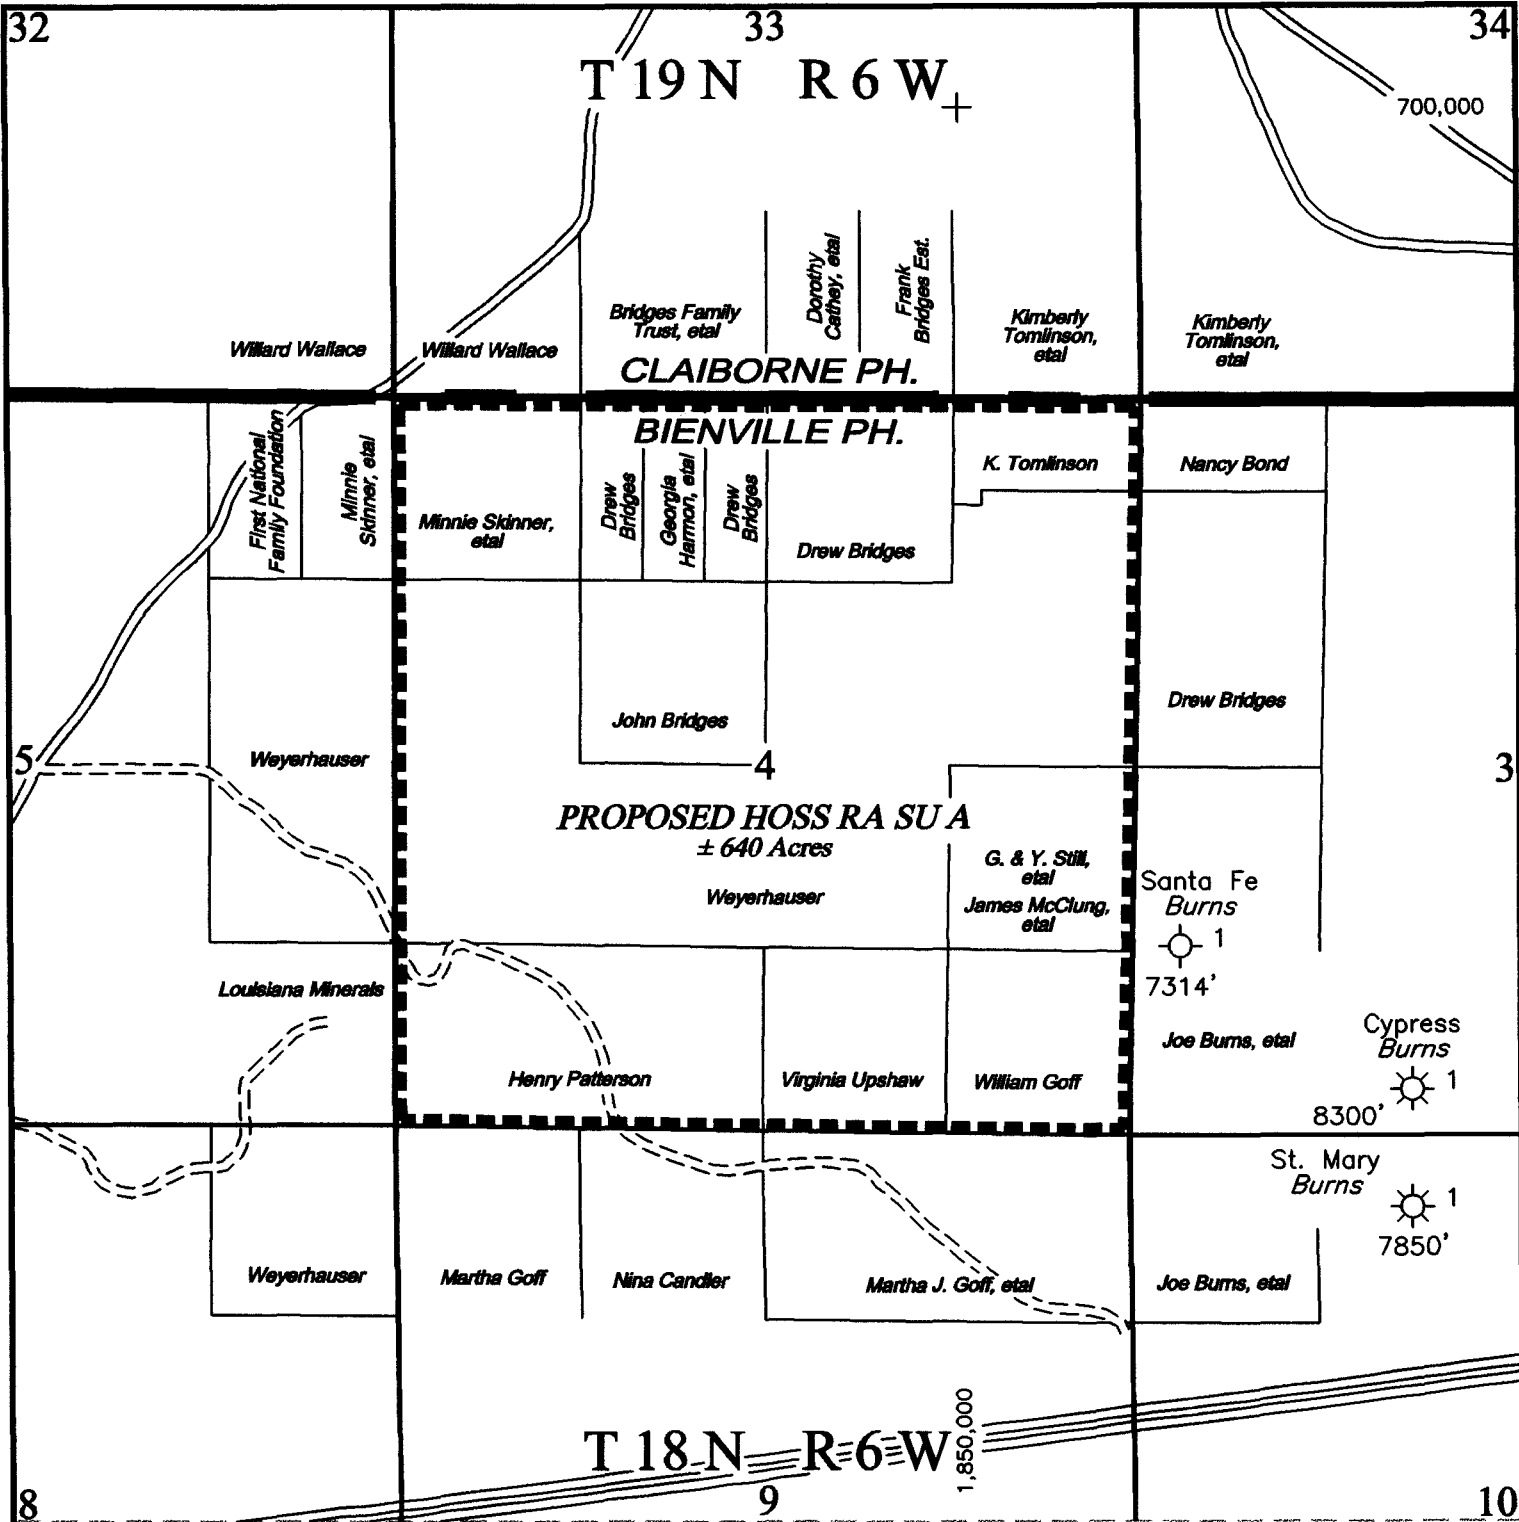 32
33
34
T 19 N R 6 W
700,000
Willard Wallace
Willard Wallace
Bridges Family
Trust, etal
Dorothy
Cathey, etal
Frank
Bridges Est.
Kimberly
Tomlinson,
etal
Kimberly
Tomlinson,
etal
CLAIBORNE PH.
BIENVILLE PH.
First National
Family Foundation
Minnie
Skinner, etal
Minnie Skinner,
etal
Drew
Bridges
Georgia
Harmon, etal
Drew
Bridges
Drew Bridges
K. Tomlinson
Nancy Bond
John Bridges
Drew Bridges
Weyerhauser
5
4
3
PROPOSED HOSS RA SU A
± 640 Acres
Weyerhauser
G. & Y. Still,
etal
James McClung,
etal
Santa Fe
Burns
1
7314'
Louisiana Minerals
Henry Patterson
Virginia Upshaw
William Goff
Joe Burns, etal
Cypress
Burns
1
8300'
St. Mary
Burns
1
7850'
Weyerhauser
Martha Goff
Nina Candler
Martha J. Goff, etal
Joe Burns, etal
T 18 N R 6 W
1,850,000
8
9
10